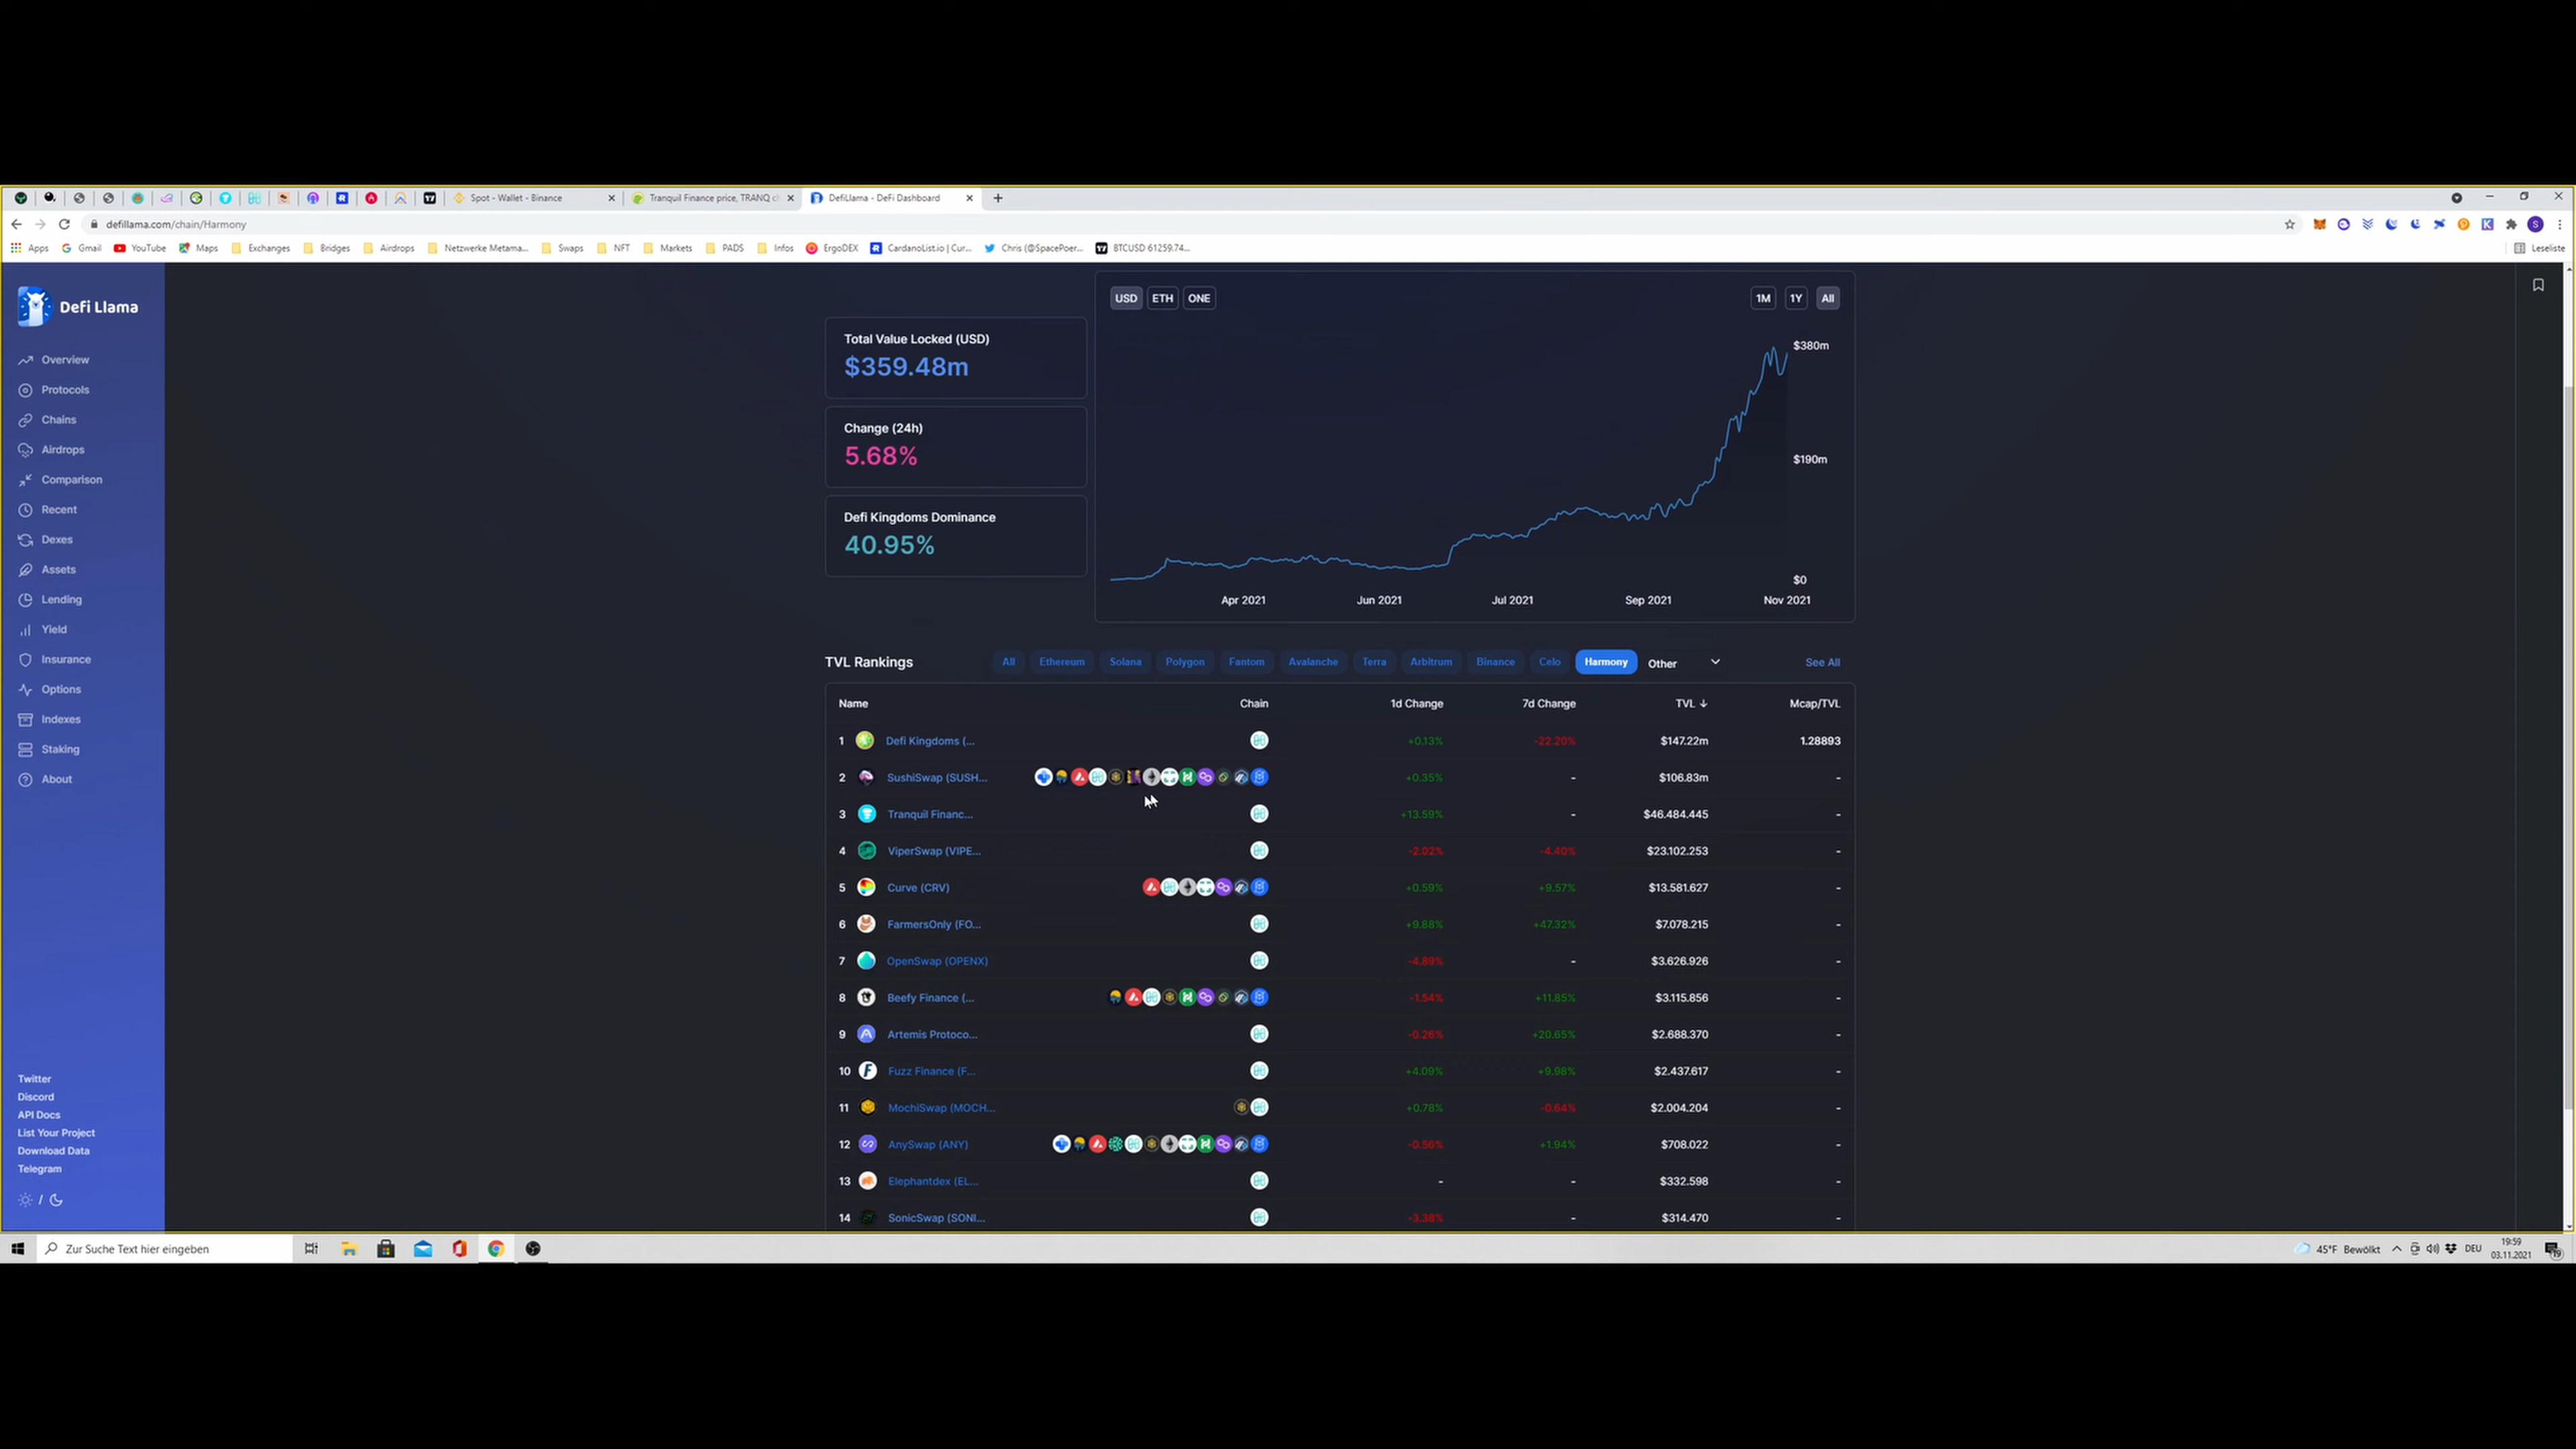 Spot - Wallet - Binance
Tranquil Finance price, TRANQ ch
DefiLlama - DeFi Dashboard
defillama.com/chain/Harmony
Apps Gmail YouTube Maps Exchanges Bridges Airdrops Netzwerke Metama... Swaps NFT Markets PADS Infos ErgoDEX CardanoList.io | Cur... Chris (@SpacePoer... BTCUSD 61259.74... Leseliste
Defi Llama
Overview
Protocols
Chains
Airdrops
Comparison
Recent
Dexes
Assets
Lending
Yield
Insurance
Options
Indexes
Staking
About
Twitter
Discord
API Docs
List Your Project
Download Data
Telegram
/
Total Value Locked (USD)
$359.48m
Change (24h)
5.68%
Defi Kingdoms Dominance
40.95%
USD ETH ONE 1M 1Y All
$380m
$190m
$0
Apr 2021 Jun 2021 Jul 2021 Sep 2021 Nov 2021
TVL Rankings All Ethereum Solana Polygon Fantom Avalanche Terra Arbitrum Binance Celo Harmony Other See All
Name Chain 1d Change 7d Change TVL ↓ Mcap/TVL
1 Defi Kingdoms (... +0.13% -22.20% $147.22m 1.28893
2 SushiSwap (SUSH... +0.35% - $106.83m -
3 Tranquil Financ... +13.59% - $46.484.445 -
4 ViperSwap (VIPE... -2.02% -4.40% $23.102.253 -
5 Curve (CRV) +0.59% +9.57% $13.581.627 -
6 FarmersOnly (FO... +9.88% +47.32% $7.078.215 -
7 OpenSwap (OPENX) -4.89% - $3.626.926 -
8 Beefy Finance (... -1.54% +11.85% $3.115.856 -
9 Artemis Protoco... -0.26% +20.65% $2.688.370 -
10 Fuzz Finance (F... +4.09% +9.98% $2.437.617 -
11 MochiSwap (MOCH... +0.78% -0.64% $2.004.204 -
12 AnySwap (ANY) -0.56% +1.94% $708.022 -
13 Elephantdex (EL... - - $332.598 -
14 SonicSwap (SONI... -3.38% - $314.470 -
Zur Suche Text hier eingeben
45°F Bewölkt DEU
19:59
03.11.2021